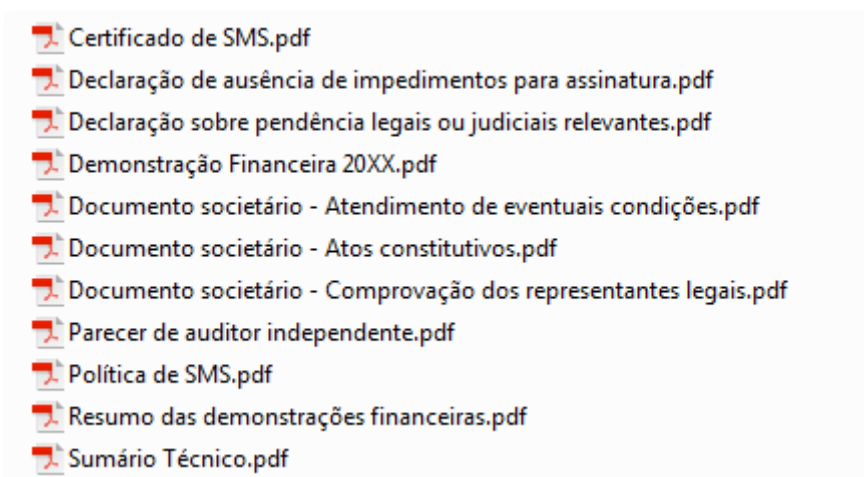 Certificado de SMS.pdf
Declaração de ausência de impedimentos para assinatura.pdf
Declaração sobre pendência legais ou judiciais relevantes.pdf
Demonstração Financeira 20XX.pdf
Documento societário - Atendimento de eventuais condições.pdf
Documento societário - Atos constitutivos.pdf
Documento societário - Comprovação dos representantes legais.pdf
Parecer de auditor independente.pdf
Política de SMS.pdf
Resumo das demonstrações financeiras.pdf
Sumário Técnico.pdf